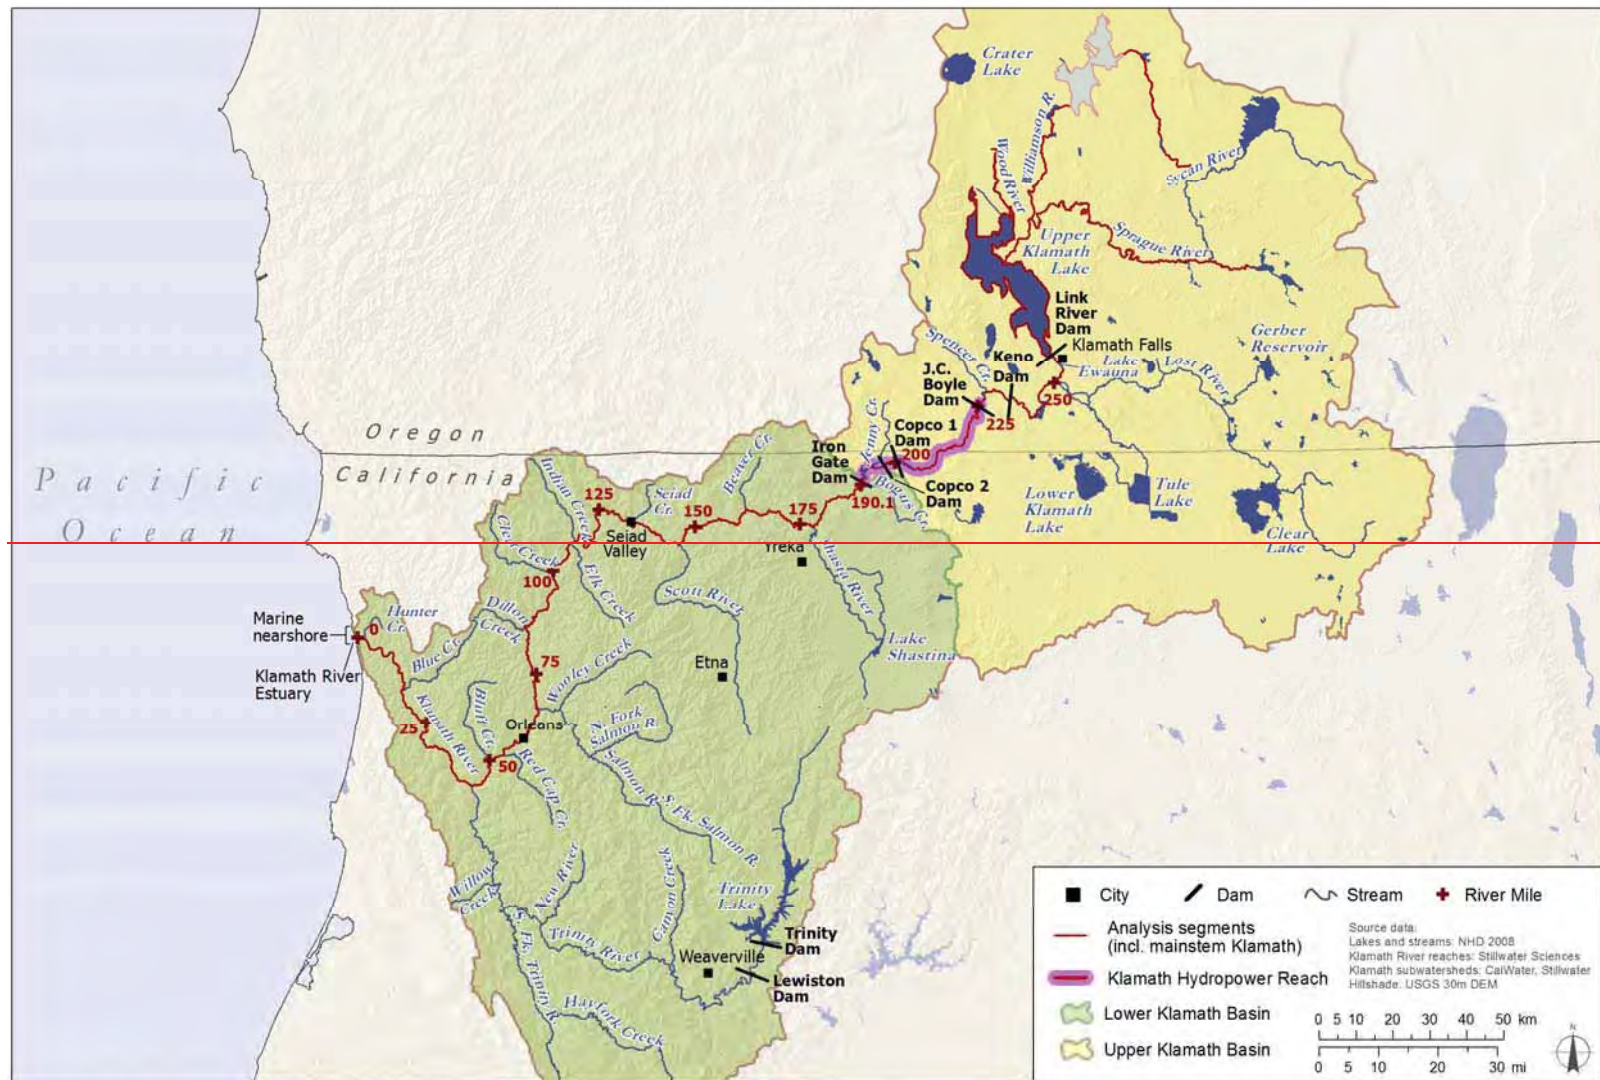 Crater
Lake
Williamson R.
Wood River
Sycan River
Sprague River
Upper
Klamath
Lake
Link
River
Dam
Klamath Falls
Gerber
Reservoir
Spencer Cr.
Keno
Dam
Lake
Ewauna
Lost River
J.C.
Boyle
Dam
250
225
Oregon
California
Pacific
Ocean
Jenny Cr.
Copco 1
Dam
200
Iron
Gate
Dam
Beaver Cr.
Bogus Cr.
Copco 2
Dam
190.1
Lower
Klamath
Lake
Tule
Lake
Clear
Lake
Indian Creek
125
Seiad
Cr.
150
175
Seiad
Valley
Yreka
Clear Creek
100
Elk Creek
Shasta River
Scott River
Dillon
Creek
Hunter
Cr.
Marine
nearshore
0
Klamath River
Estuary
Blue Cr.
75
Wooley Creek
Etna
Lake
Shastina
Bluff Cr.
Orleans
N. Fork
Salmon R.
25
Klamath River
50
Red Cap Cr.
Salmon R.
S. Fk. Salmon R.
Willow
Creek
New River
Canyon Creek
Trinity
Lake
Trinity River
Trinity
Dam
Weaverville
Lewiston
Dam
S. Fk. Trinity R.
Hayfork Creek
City
Dam
Stream
River Mile
Analysis segments
(incl. mainstem Klamath)
Klamath Hydropower Reach
Lower Klamath Basin
Upper Klamath Basin
Source data:
Lakes and streams: NHD 2008
Klamath River reaches: Stillwater Sciences
Klamath subwatersheds: CalWater, Stillwater
Hillshade: USGS 30m DEM
0 5 10 20 30 40 50 km
0 5 10 20 30 mi
N